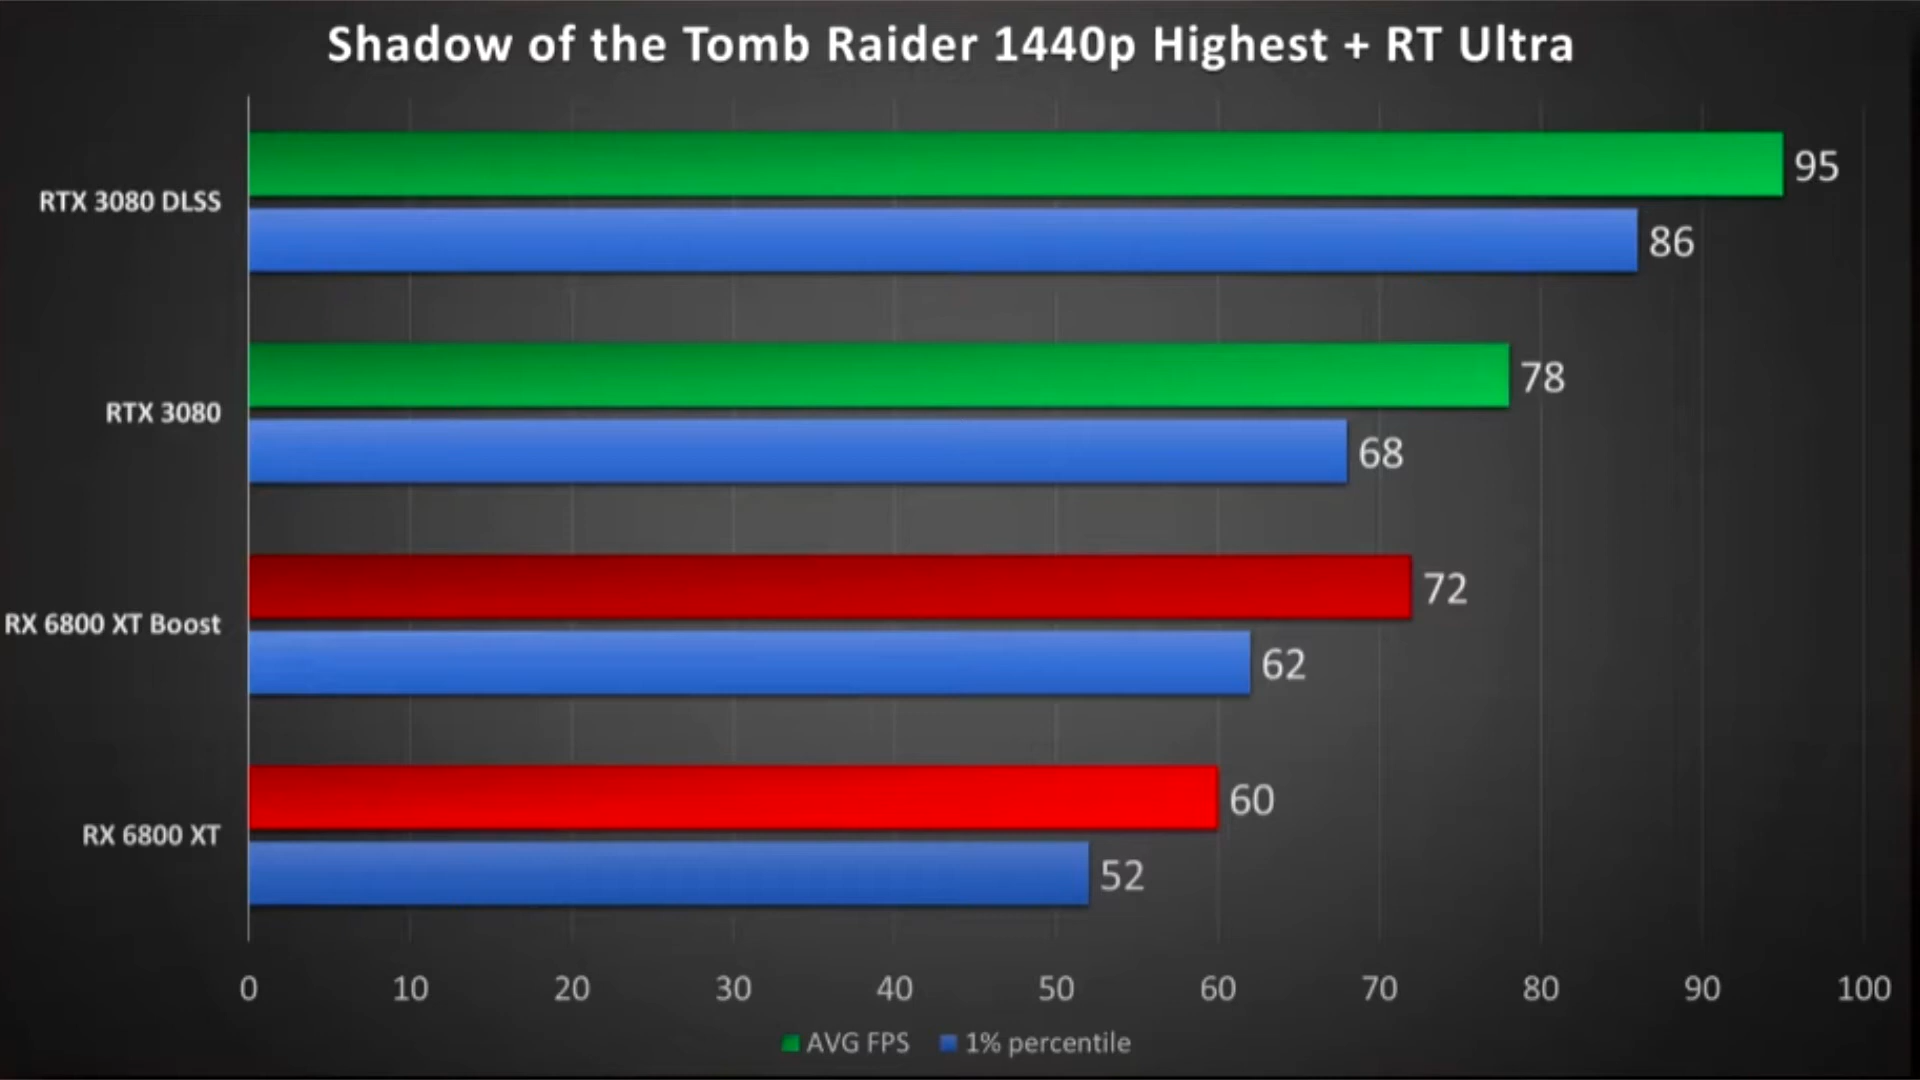 Shadow of the Tomb Raider 1440p Highest + RT Ultra
RTX 3080 DLSS
95
86
RTX 3080
78
68
RX 6800 XT Boost
72
62
RX 6800 XT
60
52
0 10 20 30 40 50 60 70 80 90 100
AVG FPS 1% percentile